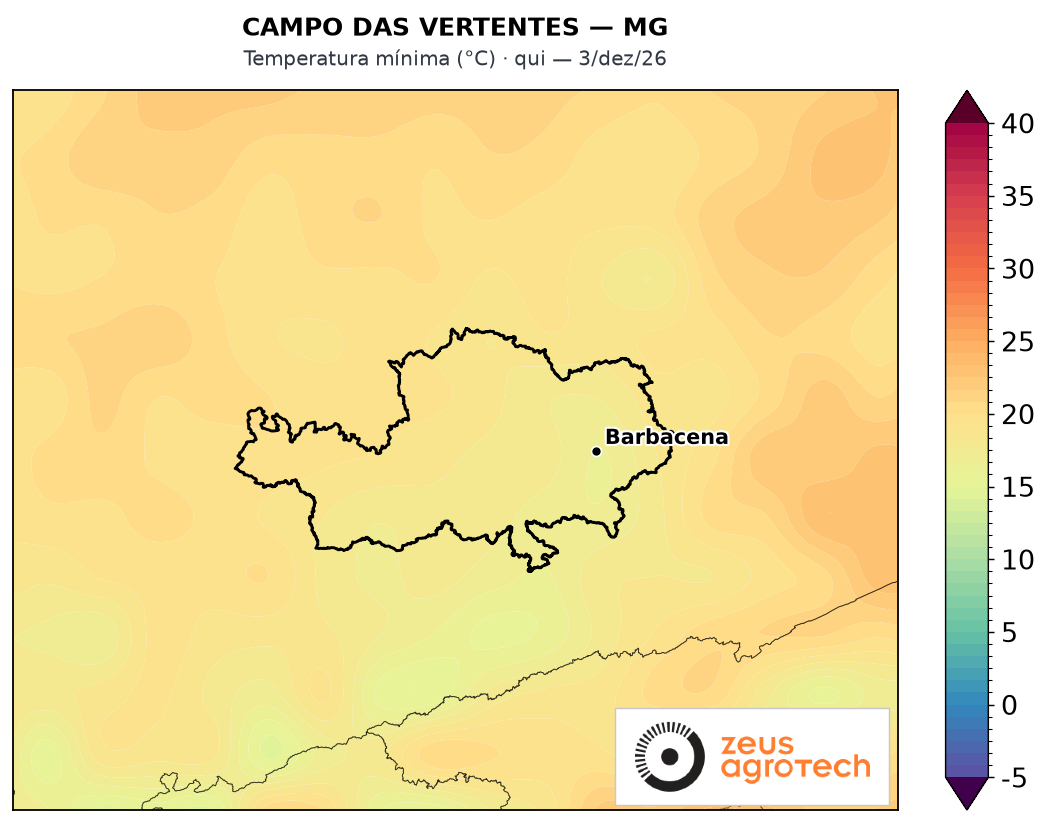 CAMPO DAS VERTENTES — MG
Temperatura mínima (°C) · qui — 3/dez/26
Barbacena
40
35
30
25
20
15
10
5
0
-5
zeus
agrotech